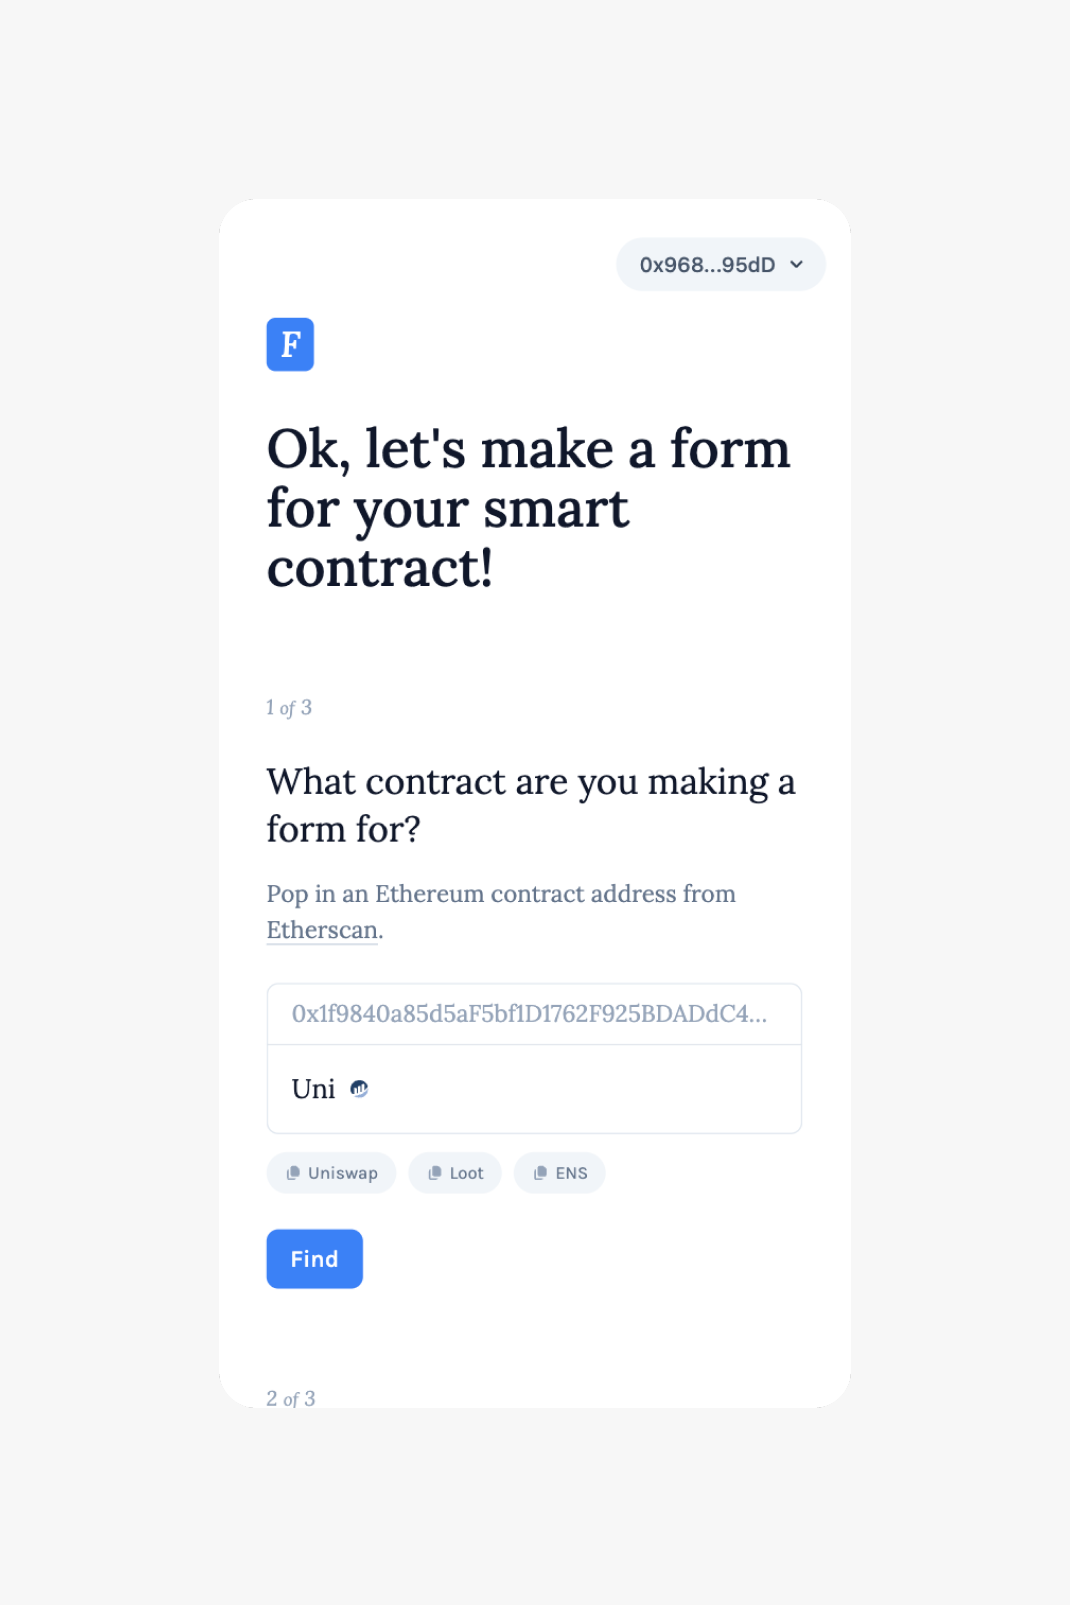 0x968...95dD
F
Ok, let's make a form
for your smart
contract!
1 of 3
What contract are you making a
form for?
Pop in an Ethereum contract address from
Etherscan.
0x1f9840a85d5aF5bf1D1762F925BDADdC4...
Uni
Uniswap
Loot
ENS
Find
2 of 3